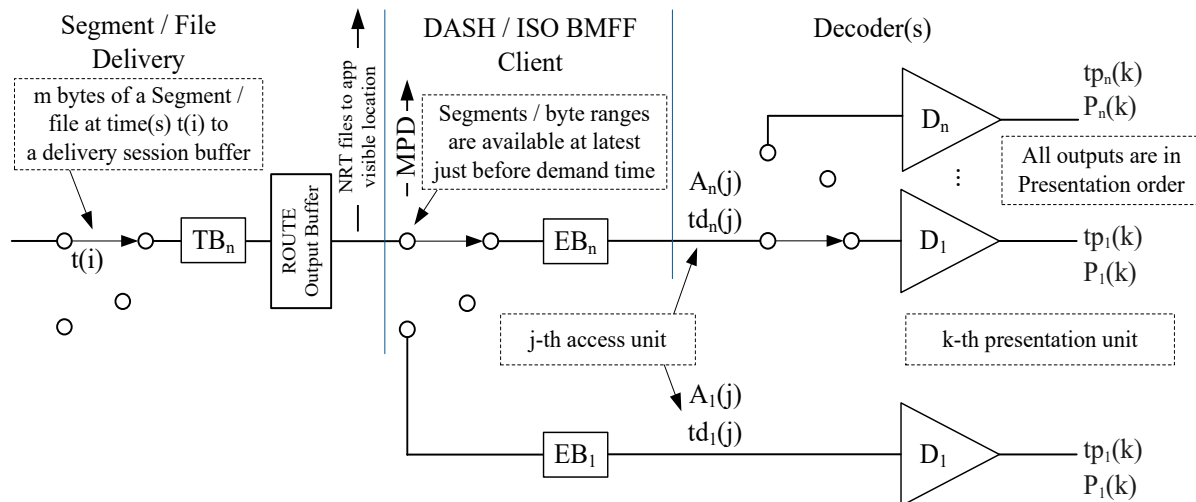 Segment / File
Delivery
m bytes of a Segment /
file at time(s) t(i) to
a delivery session buffer
t(i)
TBₙ
ROUTE
Output Buffer
NRT files to app
visible location
DASH / ISO BMFF
Client
MPD
Segments / byte ranges
are available at latest
just before demand time
EBₙ
Aₙ(j)
tdₙ(j)
j-th access unit
A₁(j)
td₁(j)
EB₁
Decoder(s)
Dₙ
tpₙ(k)
Pₙ(k)
All outputs are in
Presentation order
...
D₁
tp₁(k)
P₁(k)
k-th presentation unit
D₁
tp₁(k)
P₁(k)